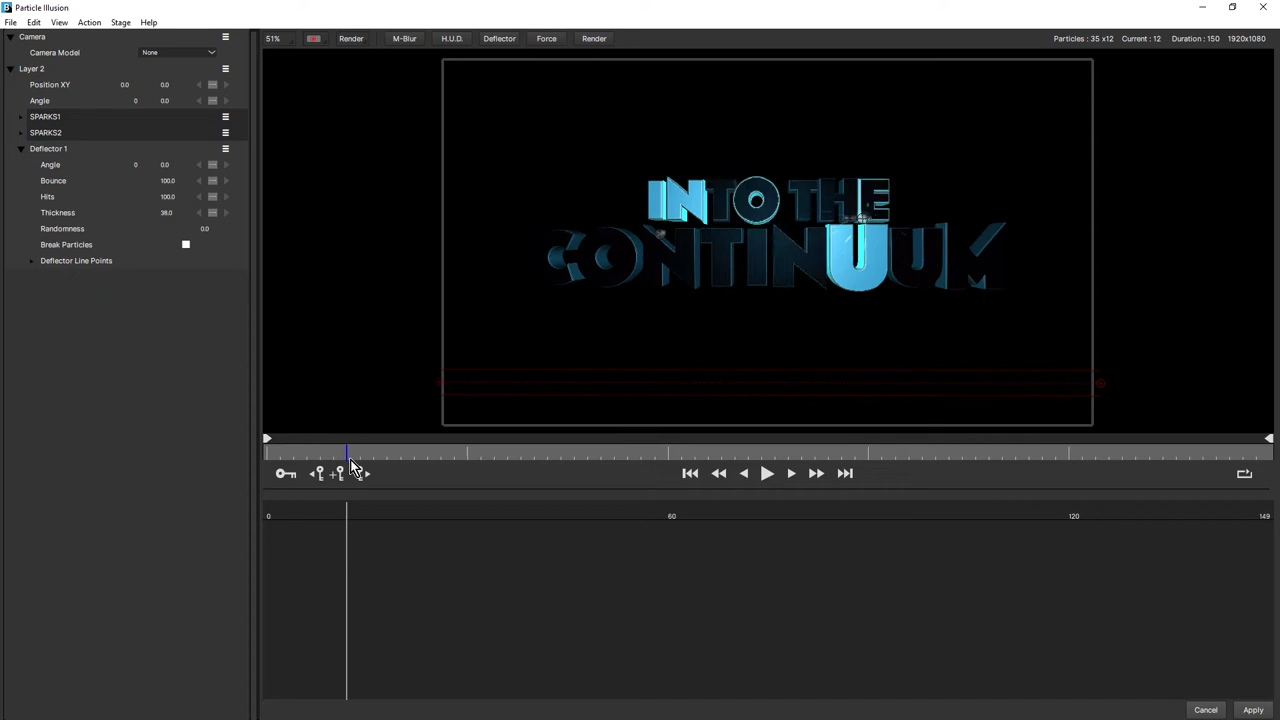 Particle Illusion
File Edit View Action Stage Help
Camera
Camera Model None
Layer 2
Position XY 0.0 0.0
Angle 0 0.0
SPARKS1
SPARKS2
Deflector 1
Angle 0 0.0
Bounce 100.0
Hits 100.0
Thickness 38.0
Randomness 0.0
Break Particles
Deflector Line Points
51% Render M-Blur H.U.D. Deflector Force Render Particles : 35 x12 Current : 12 Duration : 150 1920x1080
INTO THE
CONTINUUM
0 60 120 149
Cancel Apply